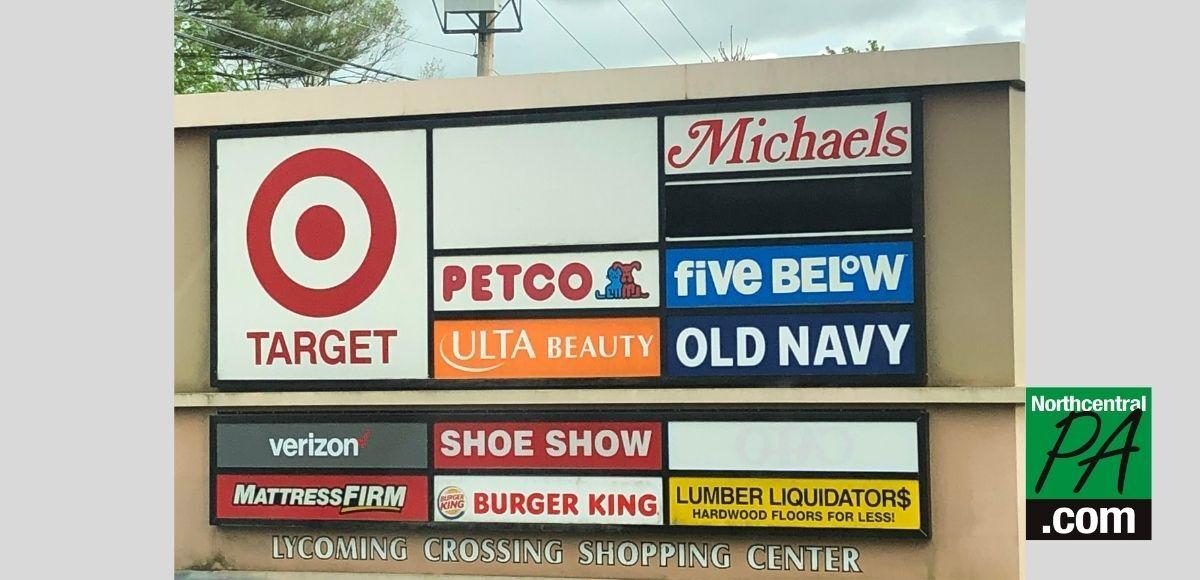 TARGET
PETCO
ULTA BEAUTY
Michaels
five BELOW
OLD NAVY
verizon
SHOE SHOW
MATTRESSFIRM
BURGER KING
BURGER KING
LUMBER LIQUIDATOR$
HARDWOOD FLOORS FOR LESS!
LYCOMING CROSSING SHOPPING CENTER
Northcentral
PA
.com